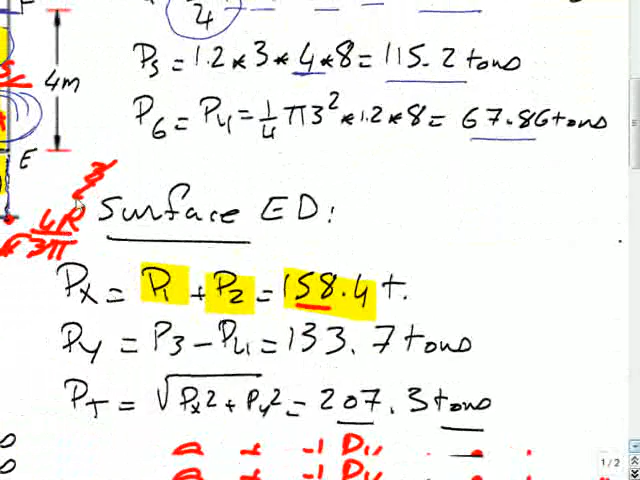 4
P5 = 1.2 * 3 * 4 * 8 = 115.2 tons
4m
P6 = P4 = 1/4 π3² * 1.2 * 8 = 67.86 tons
E
Surface ED:
4R/3π
Px = P1 + P2 = 158.4 t.
Py = P3 - P4 = 133.7 tons
PT = √Px² + Py² = 207.3 tons
1/2